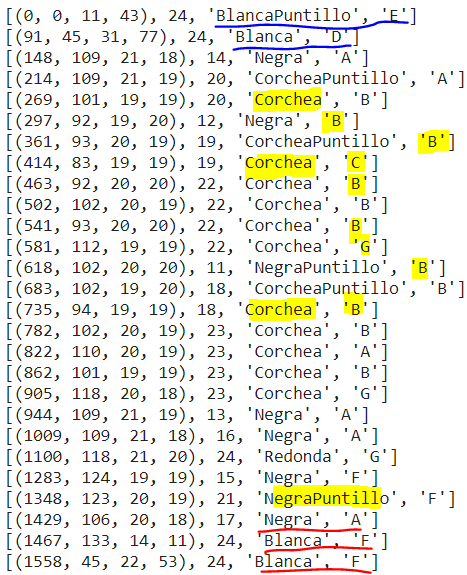 [(0, 0, 11, 43), 24, 'BlancaPuntillo', 'E']
[(91, 45, 31, 77), 24, 'Blanca', 'D']
[(148, 109, 21, 18), 14, 'Negra', 'A']
[(214, 109, 21, 19), 20, 'CorcheaPuntillo', 'A']
[(269, 101, 19, 19), 20, 'Corchea', 'B']
[(297, 92, 19, 20), 12, 'Negra', 'B']
[(361, 93, 20, 19), 19, 'CorcheaPuntillo', 'B']
[(414, 83, 19, 19), 19, 'Corchea', 'C']
[(463, 92, 20, 20), 22, 'Corchea', 'B']
[(502, 102, 20, 19), 22, 'Corchea', 'B']
[(541, 93, 20, 20), 22, 'Corchea', 'B']
[(581, 112, 19, 19), 22, 'Corchea', 'G']
[(618, 102, 20, 20), 11, 'NegraPuntillo', 'B']
[(683, 102, 19, 20), 18, 'CorcheaPuntillo', 'B']
[(735, 94, 19, 19), 18, 'Corchea', 'B']
[(782, 102, 20, 19), 23, 'Corchea', 'B']
[(822, 110, 20, 19), 23, 'Corchea', 'A']
[(862, 101, 19, 19), 23, 'Corchea', 'B']
[(905, 118, 20, 18), 23, 'Corchea', 'G']
[(944, 109, 21, 19), 13, 'Negra', 'A']
[(1009, 109, 21, 18), 16, 'Negra', 'A']
[(1100, 118, 21, 20), 24, 'Redonda', 'G']
[(1283, 124, 19, 19), 15, 'Negra', 'F']
[(1348, 123, 20, 19), 21, 'NegraPuntillo', 'F']
[(1429, 106, 20, 18), 17, 'Negra', 'A']
[(1467, 133, 14, 11), 24, 'Blanca', 'F']
[(1558, 45, 22, 53), 24, 'Blanca', 'F']